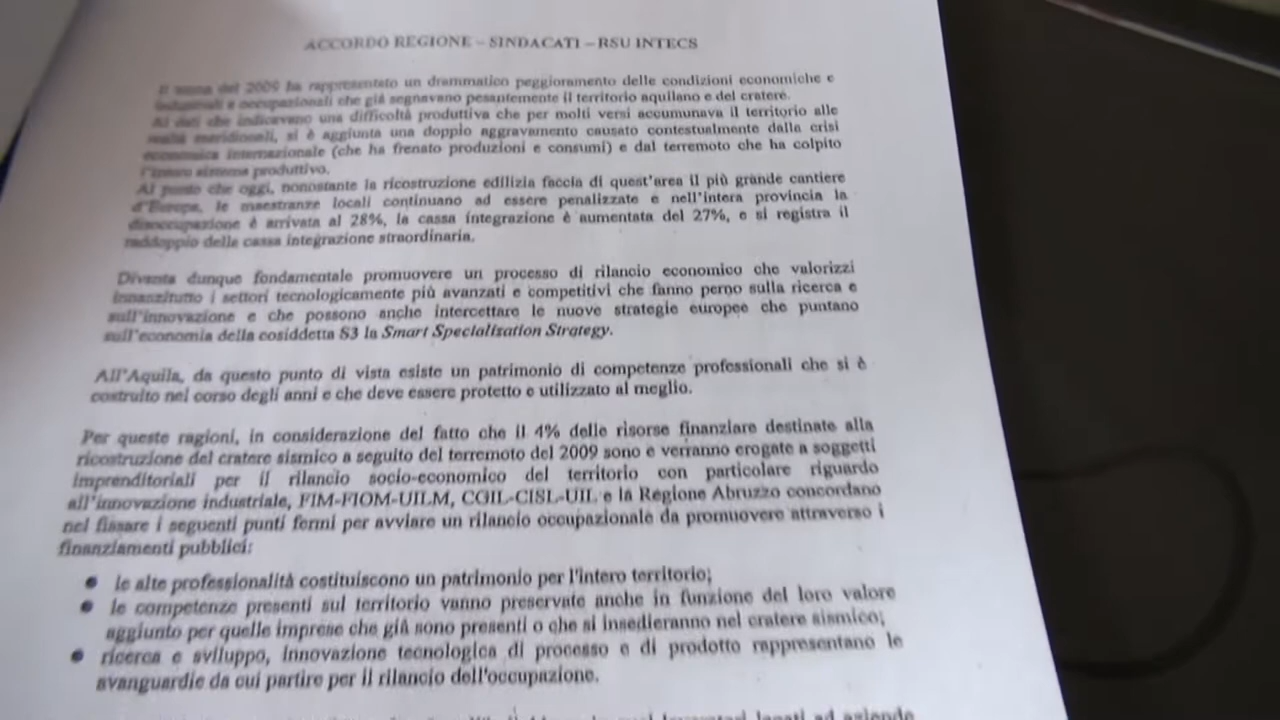 ACCORDO REGIONE – SINDACATI – RSU INTECS
Il sisma del 2009 ha rappresentato un drammatico peggioramento delle condizioni economiche e
industriali e occupazionali che già segnavano pesantemente il territorio aquilano e del cratere.
Ai dati che indicavano una difficoltà produttiva che per molti versi accumunava il territorio alle
realtà meridionali, si è aggiunta una doppio aggravamento causato contestualmente dalla crisi
economica internazionale (che ha frenato produzioni e consumi) e dal terremoto che ha colpito
l'intero sistema produttivo.
Al punto che oggi, nonostante la ricostruzione edilizia faccia di quest'area il più grande cantiere
d'Europa, le maestranze locali continuano ad essere penalizzate e nell'intera provincia la
disoccupazione è arrivata al 28%, la cassa integrazione è aumentata del 27%, e si registra il
raddoppio della cassa integrazione straordinaria.
Diventa dunque fondamentale promuovere un processo di rilancio economico che valorizzi
innanzitutto i settori tecnologicamente più avanzati e competitivi che fanno perno sulla ricerca e
sull'innovazione e che possono anche intercettare le nuove strategie europee che puntano
sull'economia della cosiddetta S3 la Smart Specialisation Strategy.
All'Aquila, da questo punto di vista esiste un patrimonio di competenze professionali che si è
costruito nel corso degli anni e che deve essere protetto e utilizzato al meglio.
Per queste ragioni, in considerazione del fatto che il 4% delle risorse finanziare destinate alla
ricostruzione del cratere sismico a seguito del terremoto del 2009 sono e verranno erogate a soggetti
imprenditoriali per il rilancio socio-economico del territorio con particolare riguardo
all'innovazione industriale, FIM-FIOM-UILM, CGIL-CISL-UIL e la Regione Abruzzo concordano
nel fissare i seguenti punti fermi per avviare un rilancio occupazionale da promuovere attraverso i
finanziamenti pubblici:
● le alte professionalità costituiscono un patrimonio per l'intero territorio;
● le competenze presenti sul territorio vanno preservate anche in funzione del loro valore
aggiunto per quelle imprese che già sono presenti o che si insedieranno nel cratere sismico;
● ricerca e sviluppo, innovazione tecnologica di processo e di prodotto rappresentano le
avanguardie da cui partire per il rilancio dell'occupazione.
lavoratori legati ad aziende